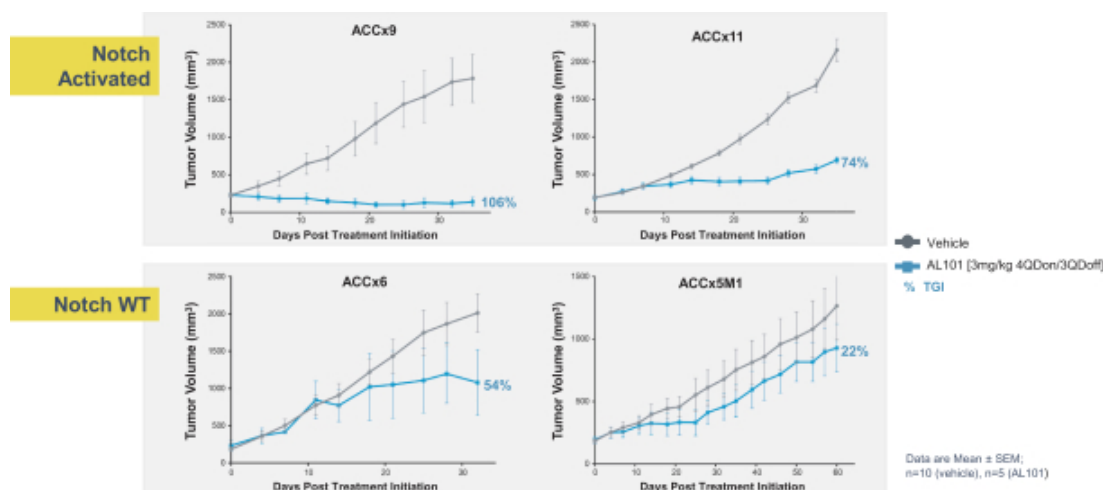 Notch
Activated
ACCx9
Tumor Volume (mm³)
2500
2000
1500
1000
500
0
0
10
20
30
106%
Days Post Treatment Initiation
ACCx11
Tumor Volume (mm³)
2500
2000
1500
1000
500
0
0
10
20
30
74%
Days Post Treatment Initiation
Vehicle
AL101 [3mg/kg 4QDon/3QDoff]
% TGI
Notch WT
ACCx6
Tumor Volume (mm³)
2500
2000
1500
1000
500
0
0
10
20
30
54%
Days Post Treatment Initiation
ACCx5M1
Tumor Volume (mm³)
1500
1000
500
0
0
10
20
30
40
50
60
22%
Days Post Treatment Initiation
Data are Mean ± SEM;
n=10 (vehicle), n=5 (AL101)